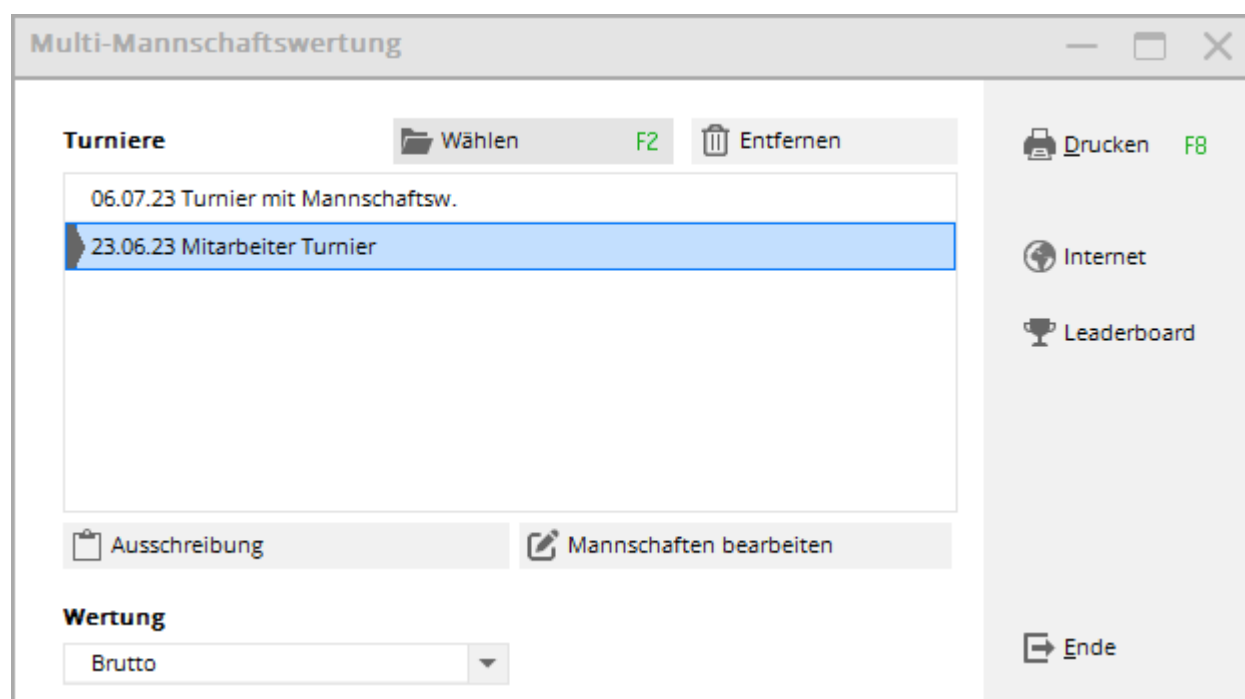 Multi-Mannschaftswertung
Turniere
Wählen F2
Entfernen
06.07.23 Turnier mit Mannschaftsw.
23.06.23 Mitarbeiter Turnier
Ausschreibung
Mannschaften bearbeiten
Wertung
Brutto
Drucken F8
Internet
Leaderboard
Ende